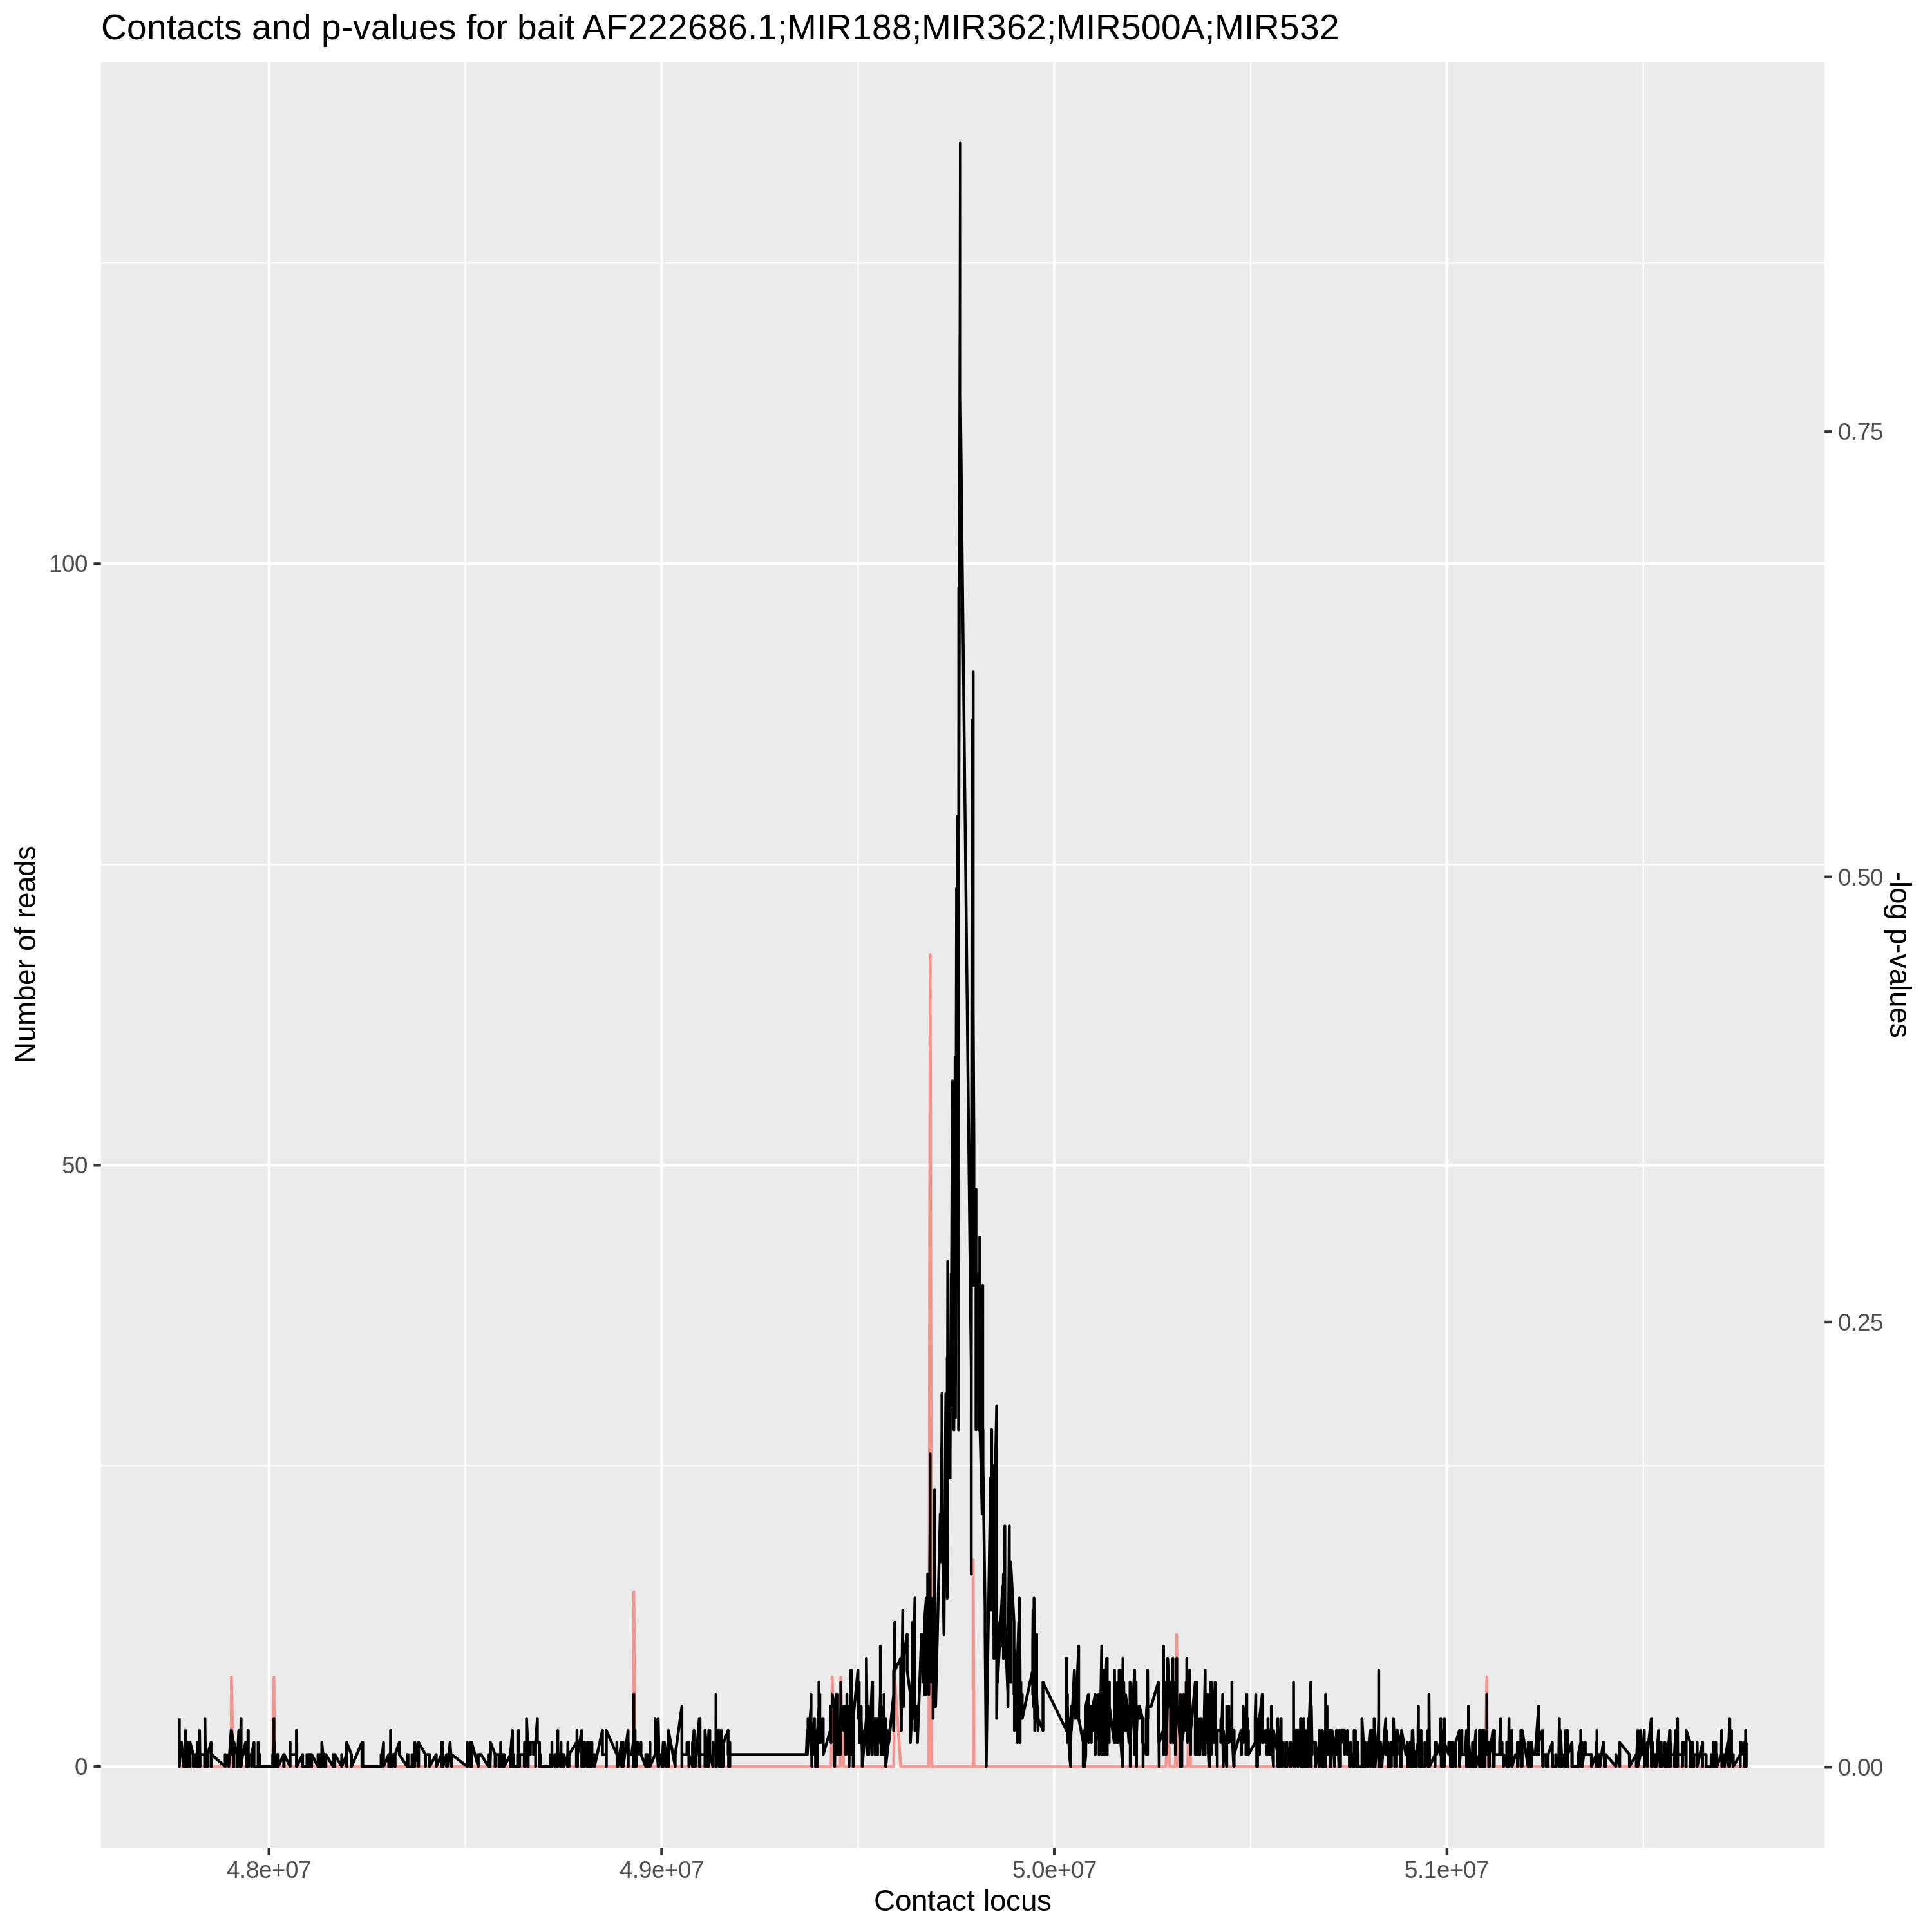 Contacts and p-values for bait AF222686.1;MIR188;MIR362;MIR500A;MIR532
Number of reads
100
50
0
0.75
0.50
0.25
0.00
-log p-values
4.8e+07
4.9e+07
5.0e+07
5.1e+07
Contact locus